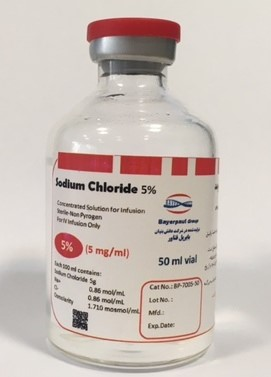 Sodium Chloride 5%
Concentrated Solution for Infusion
Sterile-Non Pyrogen
For IV Infusion Only
5%
(5 mg/ml)
Each 100 ml contains:
Sodium Chloride 5g
Na+ 0.86 mol/mL
Cl- 0.86 mol/mL
Osmolarity 1.710 mosmol/mL
Bayerpaul Group
50 ml vial
Cat No.: BP-7005-50
Lot No.:
Mfd.:
Exp.Date: